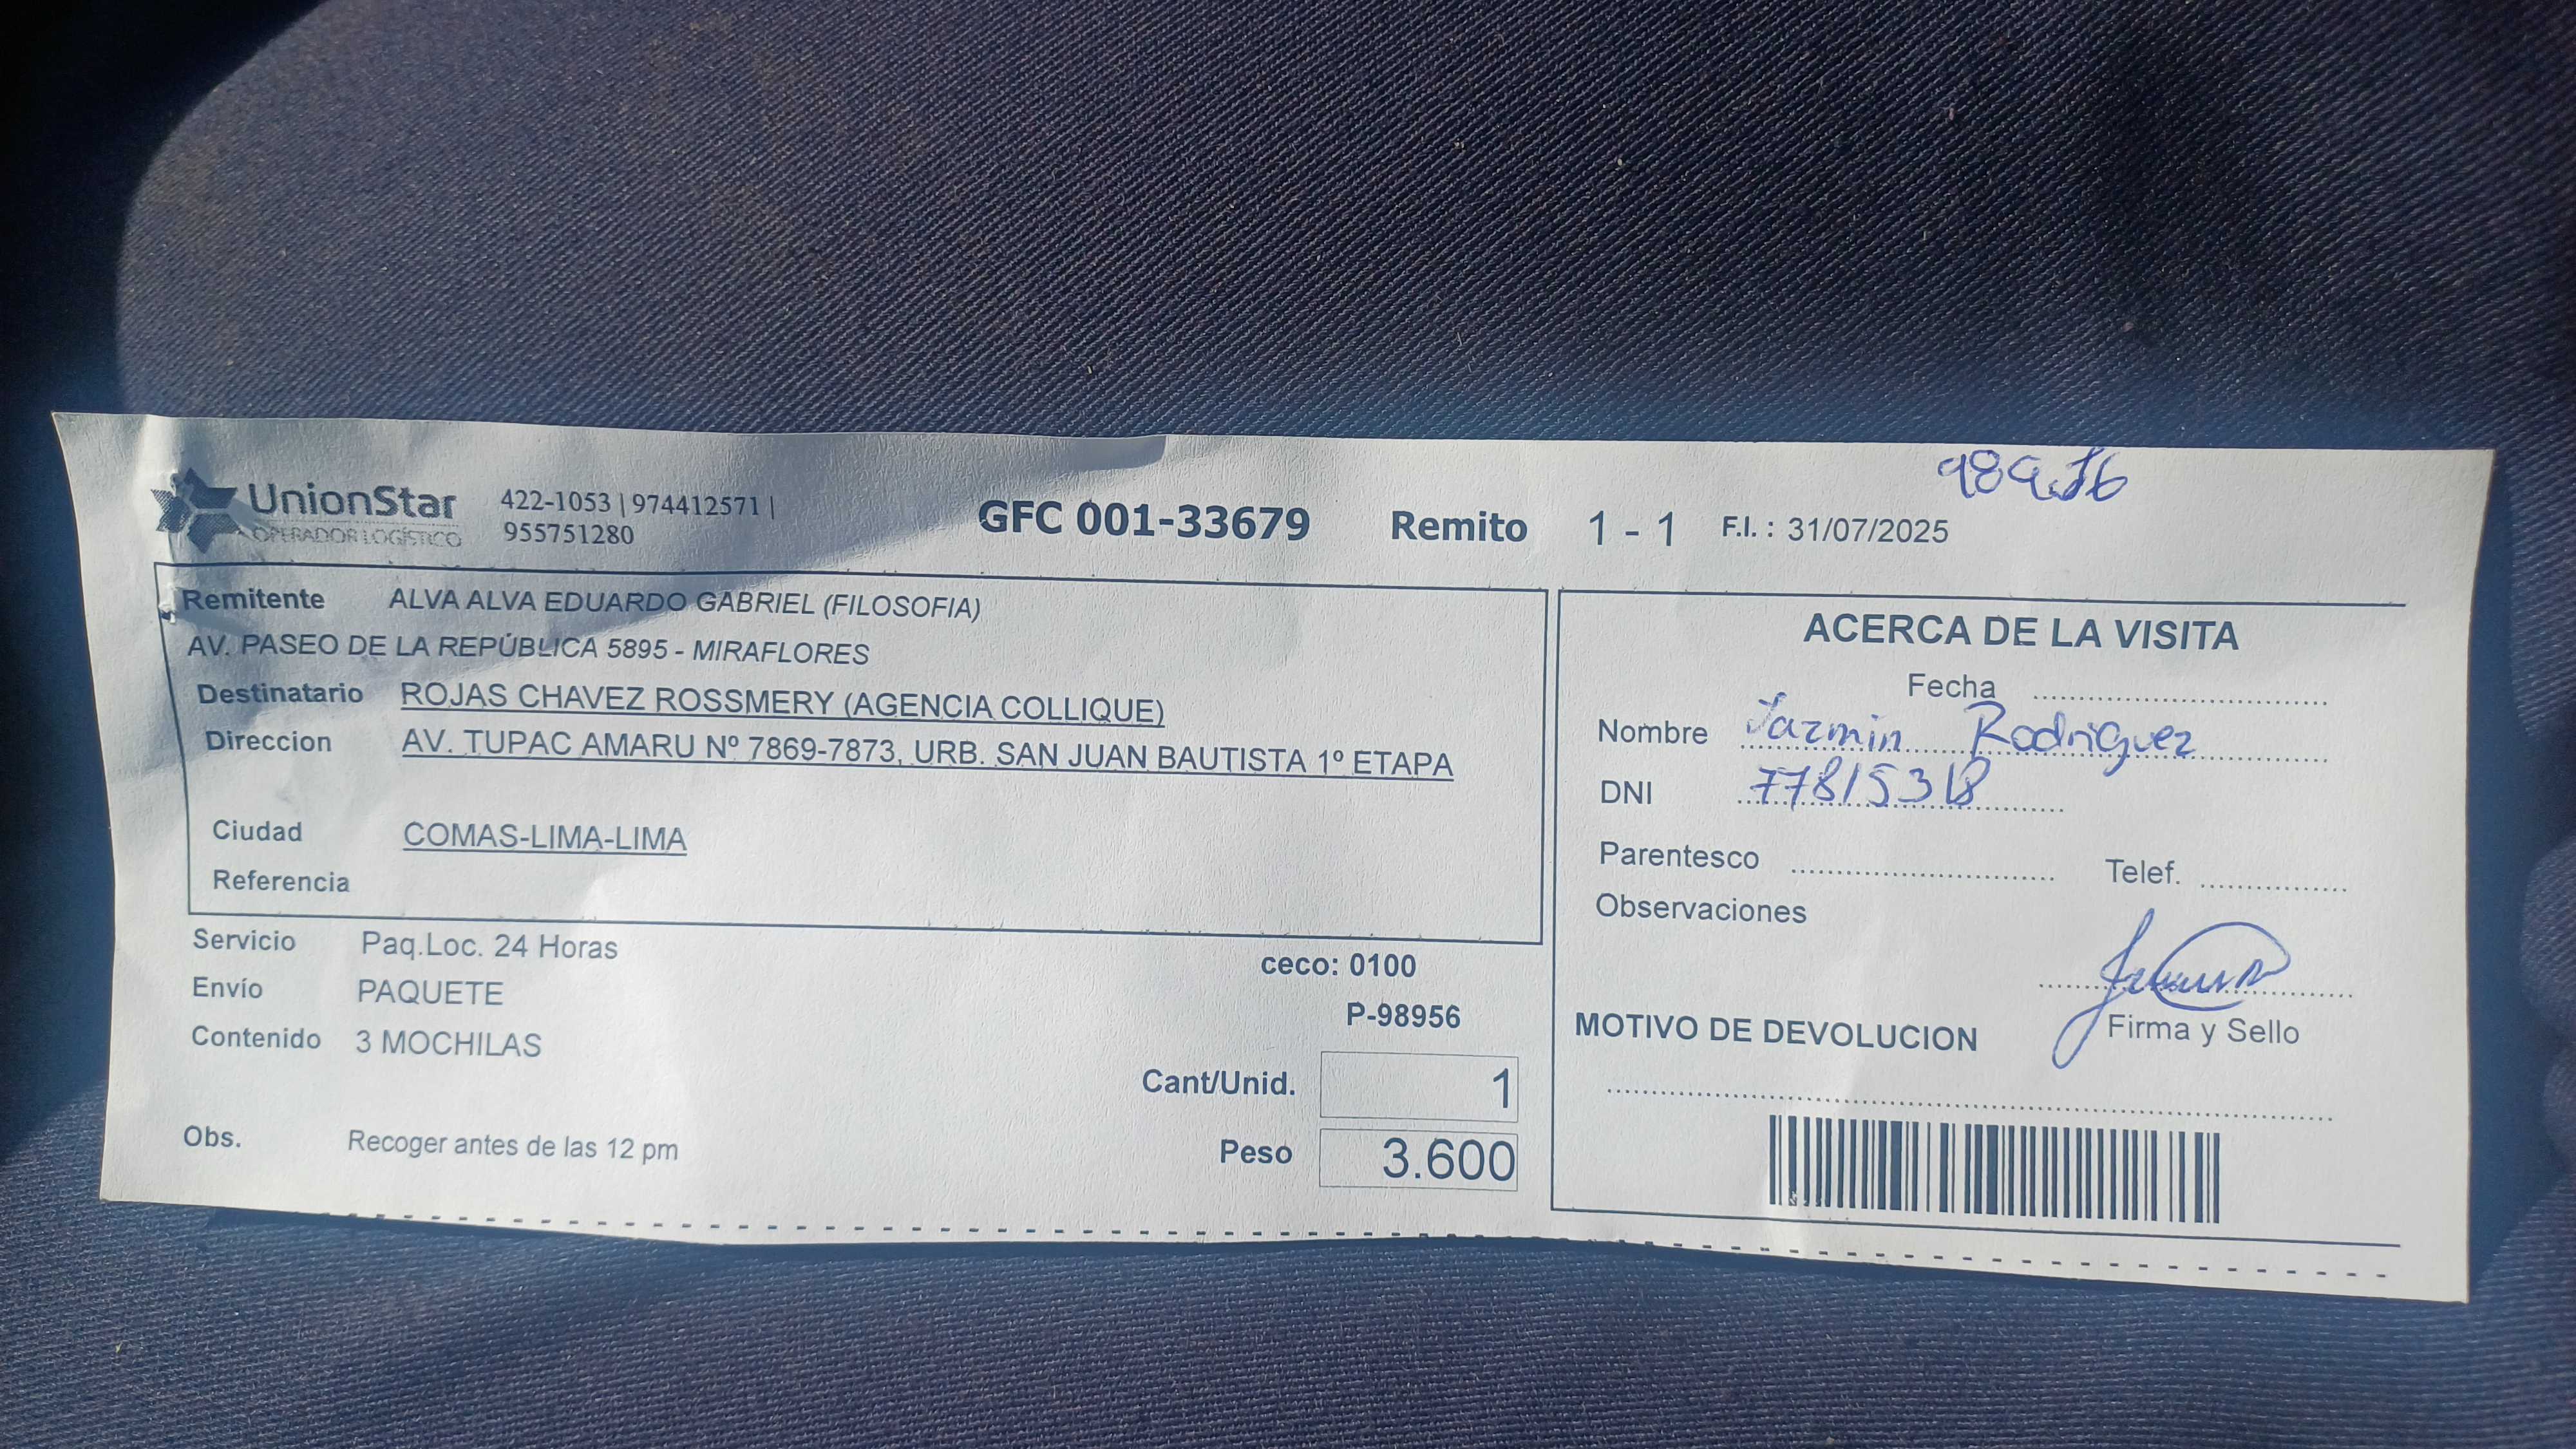 UnionStar
OPERADOR LOGÍSTICO
422-1053 | 974412571 |
955751280
GFC 001-33679 Remito 1 - 1 F.I. : 31/07/2025
Remitente ALVA ALVA EDUARDO GABRIEL (FILOSOFIA)
AV. PASEO DE LA REPÚBLICA 5895 - MIRAFLORES
Destinatario ROJAS CHAVEZ ROSSMERY (AGENCIA COLLIQUE)
Direccion AV. TUPAC AMARU Nº 7869-7873, URB. SAN JUAN BAUTISTA 1º ETAPA
Ciudad COMAS-LIMA-LIMA
Referencia
Servicio Paq.Loc. 24 Horas
Envío PAQUETE
Contenido 3 MOCHILAS
Obs. Recoger antes de las 12 pm
ceco: 0100
P-98956
Cant/Unid. 1
Peso 3.600
ACERCA DE LA VISITA
Fecha
Nombre Jazmin Rodriguez
DNI
Parentesco Telef.
Observaciones
Firma y Sello
MOTIVO DE DEVOLUCION